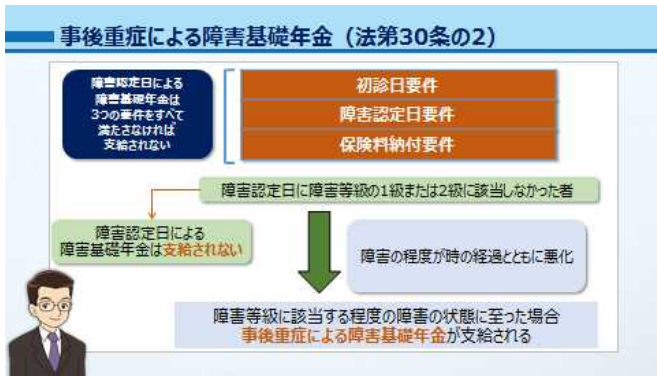 事後重症による障害基礎年金（法第30条の2）
障害認定日による
障害基礎年金は
3つの要件をすべて
満たさなければ
支給されない
初診日要件
障害認定日要件
保険料納付要件
障害認定日に障害等級の1級または2級に該当しなかった者
障害認定日による
障害基礎年金は支給されない
障害の程度が時の経過とともに悪化
障害等級に該当する程度の障害の状態に至った場合
事後重症による障害基礎年金が支給される